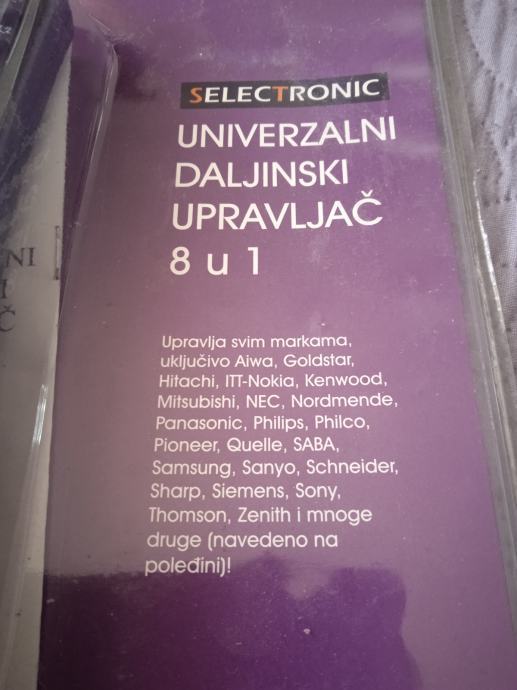 SELECTRONIC
UNIVERZALNI
DALJINSKI
UPRAVLJAČ
8 u 1
Upravlja svim markama,
uključivo Aiwa, Goldstar,
Hitachi, ITT-Nokia, Kenwood,
Mitsubishi, NEC, Nordmende,
Panasonic, Philips, Philco,
Pioneer, Quelle, SABA,
Samsung, Sanyo, Schneider,
Sharp, Siemens, Sony,
Thomson, Zenith i mnoge
druge (navedeno na
poleđini)!
NI
I
Č